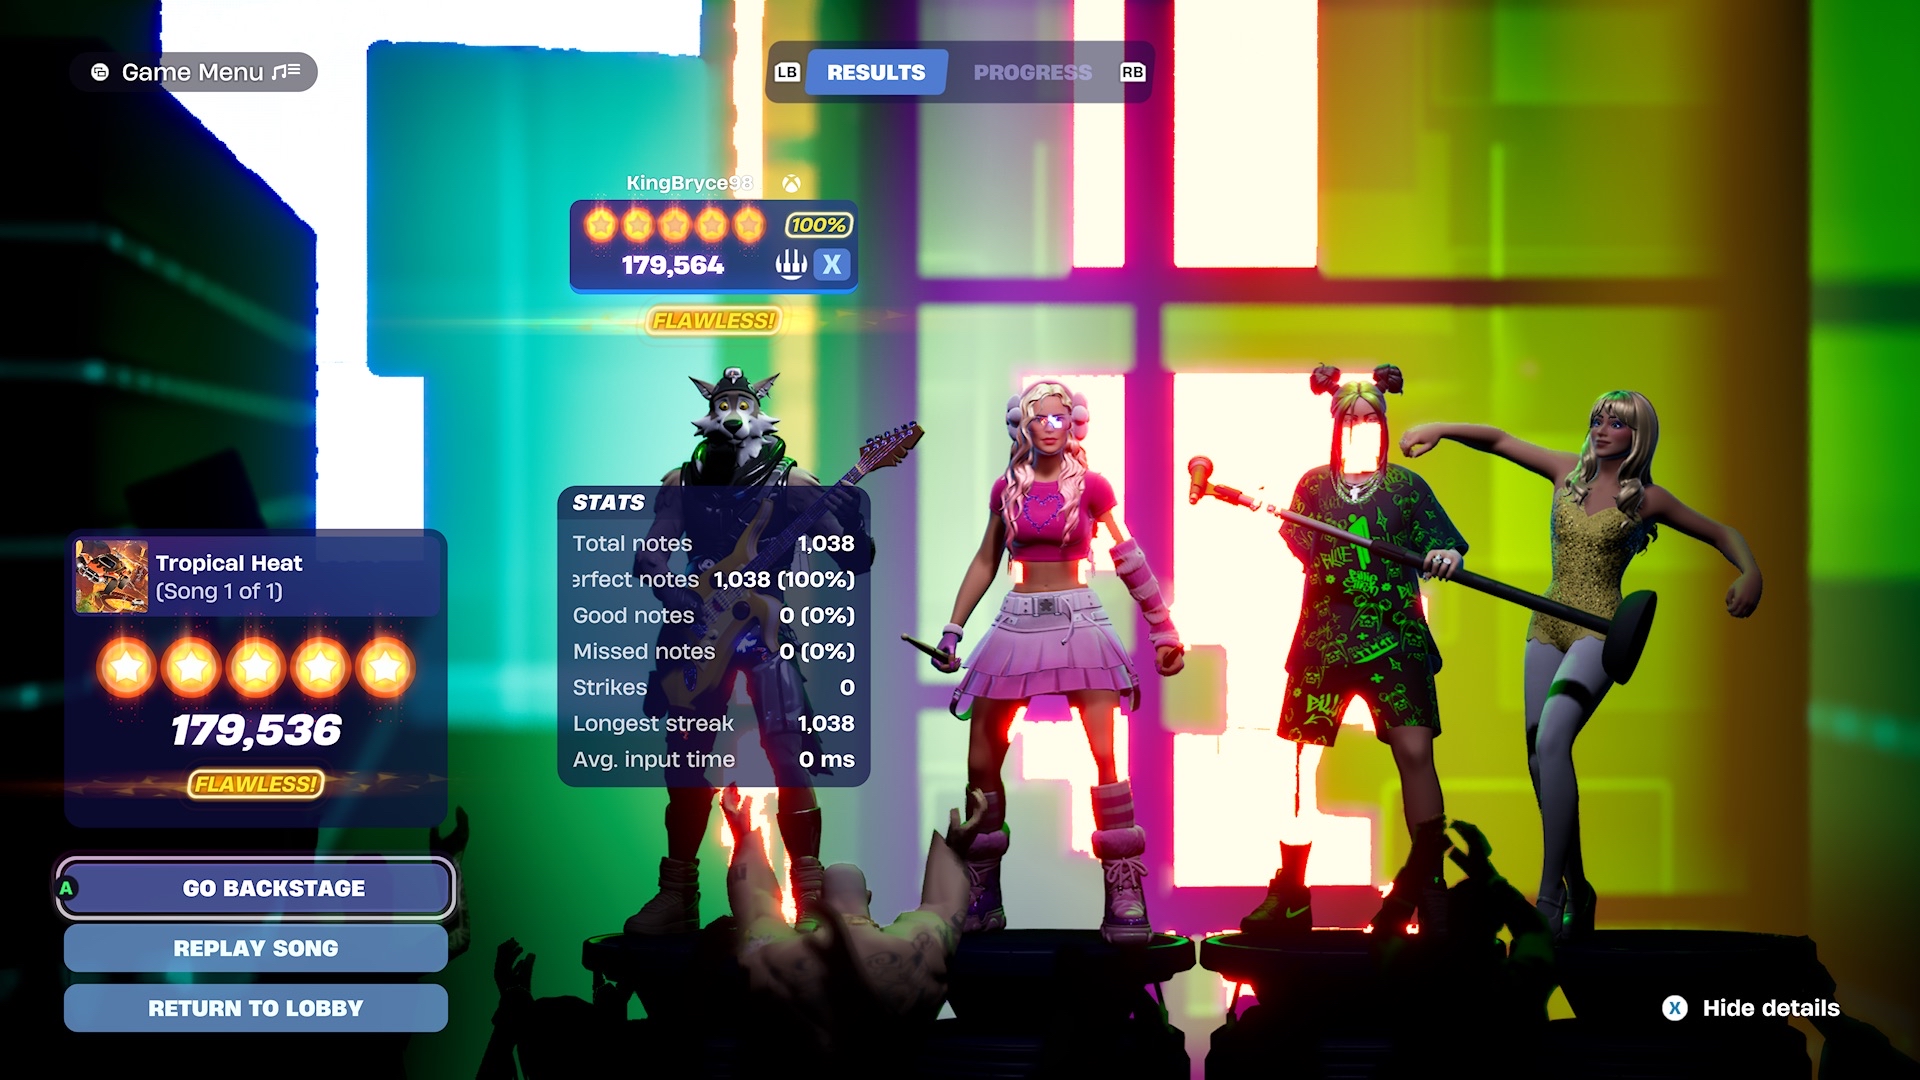 Game Menu
LB RESULTS PROGRESS RB
KingBryce98
100%
179,564
X
FLAWLESS!
STATS
Total notes 1,038
erfect notes 1,038 (100%)
Good notes 0 (0%)
Missed notes 0 (0%)
Strikes 0
Longest streak 1,038
Avg. input time 0 ms
Tropical Heat
(Song 1 of 1)
179,536
FLAWLESS!
A GO BACKSTAGE
REPLAY SONG
RETURN TO LOBBY
X Hide details